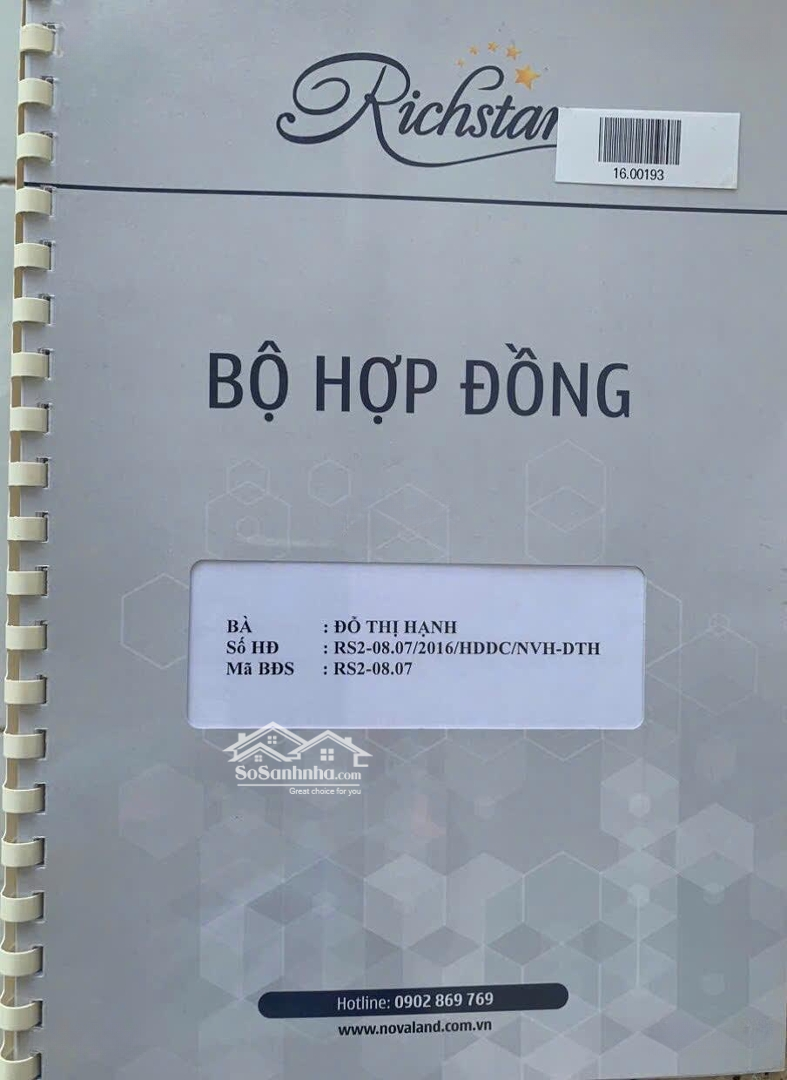 Richstar
16.00193
BỘ HỢP ĐỒNG
BÀ : ĐỖ THỊ HẠNH
Số HĐ : RS2-08.07/2016/HDDC/NVH-DTH
Mã BĐS : RS2-08.07
SoSanhnha.com
Great choice for you
Hotline: 0902 869 769
www.novaland.com.vn